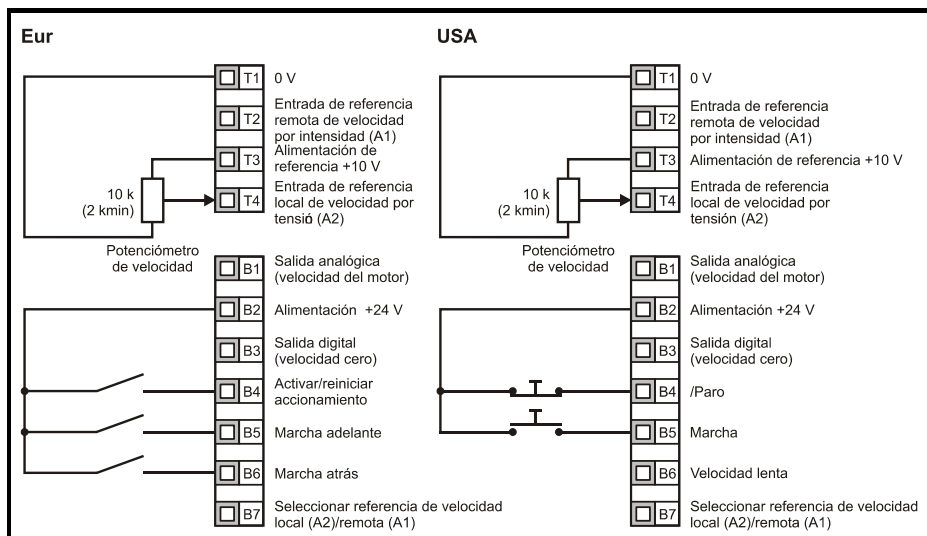 Eur
T1 0 V
T2 Entrada de referencia
remota de velocidad
por intensidad (A1)
T3 Alimentación de
referencia +10 V
T4 Entrada de referencia
local de velocidad por
tensió (A2)
10 k
(2 kmin)
Potenciómetro
de velocidad
B1 Salida analógica
(velocidad del motor)
B2 Alimentación +24 V
B3 Salida digital
(velocidad cero)
B4 Activar/reiniciar
accionamiento
B5 Marcha adelante
B6 Marcha atrás
B7 Seleccionar referencia de velocidad
local (A2)/remota (A1)
USA
T1 0 V
T2 Entrada de referencia
remota de velocidad
por intensidad (A1)
T3 Alimentación de referencia +10 V
T4 Entrada de referencia
local de velocidad por
tensión (A2)
10 k
(2 kmin)
Potenciómetro
de velocidad
B1 Salida analógica
(velocidad del motor)
B2 Alimentación +24 V
B3 Salida digital
(velocidad cero)
B4 /Paro
B5 Marcha
B6 Velocidad lenta
B7 Seleccionar referencia de velocidad
local (A2)/remota (A1)